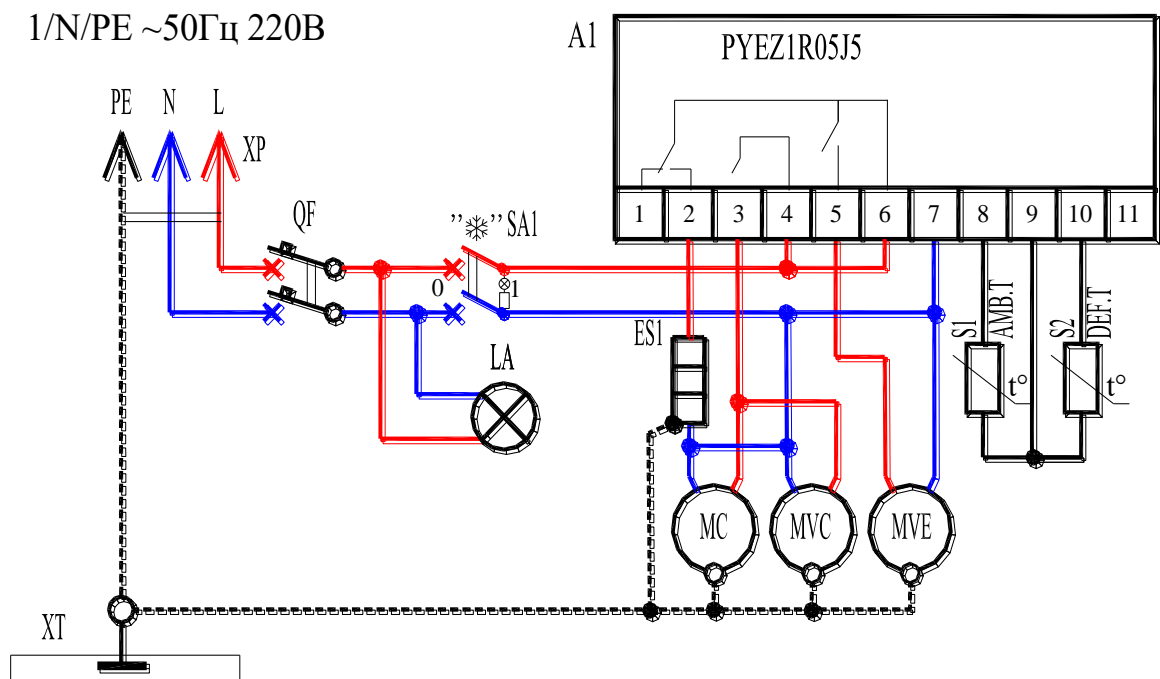 1/N/PE ~50Гц 220В
A1
PYEZ1R05J5
PE N L
XP
1 2 3 4 5 6 7 8 9 10 11
QF
”❄” SA1
0 1
ES1
S1 AMB.T
S2 DEF.T
t° t°
LA
MC MVC MVE
XT